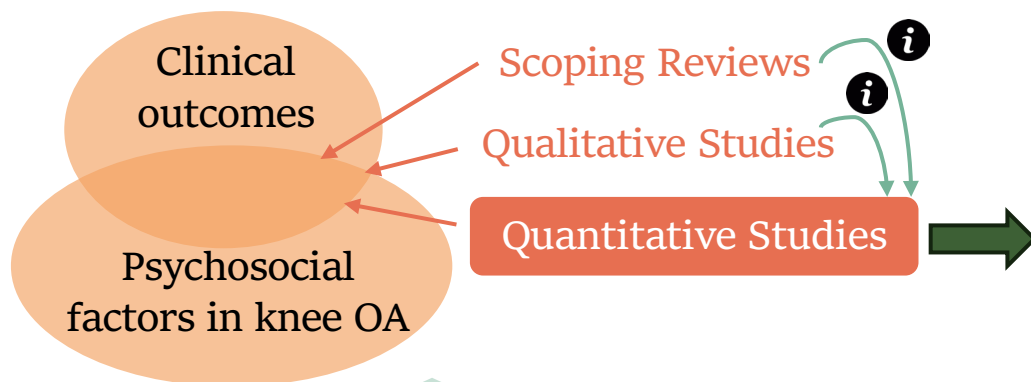 Clinical
outcomes
Scoping Reviews
i
i
Qualitative Studies
Quantitative Studies
Psychosocial
factors in knee OA